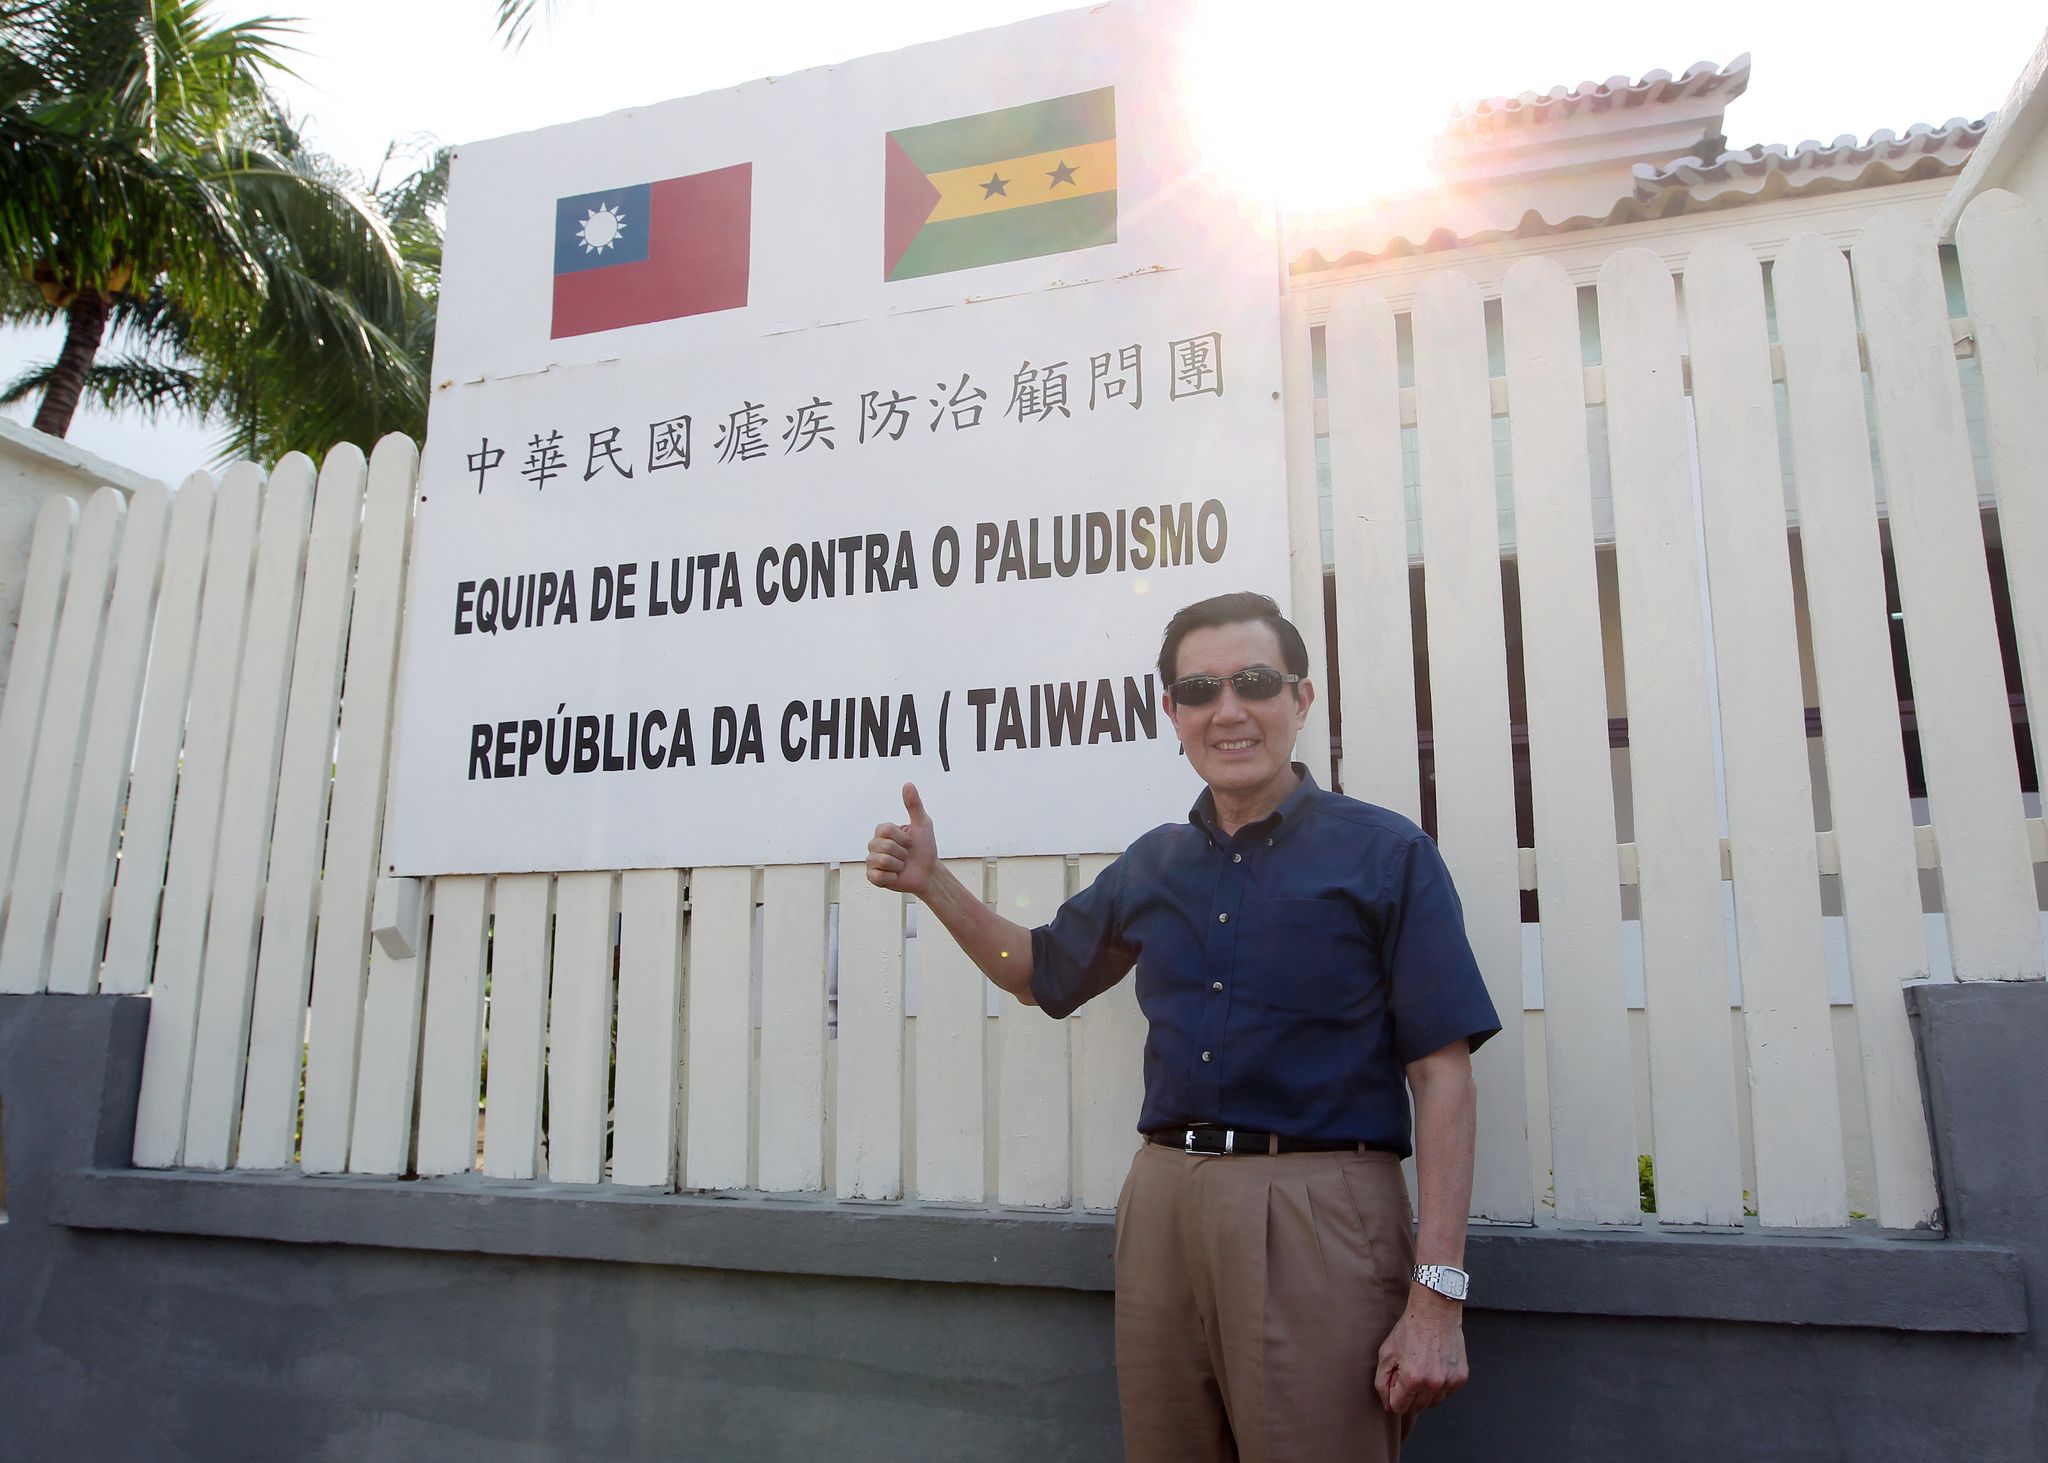 中華民國瘧疾防治顧問團
EQUIPA DE LUTA CONTRA O PALUDISMO
REPÚBLICA DA CHINA ( TAIWAN )